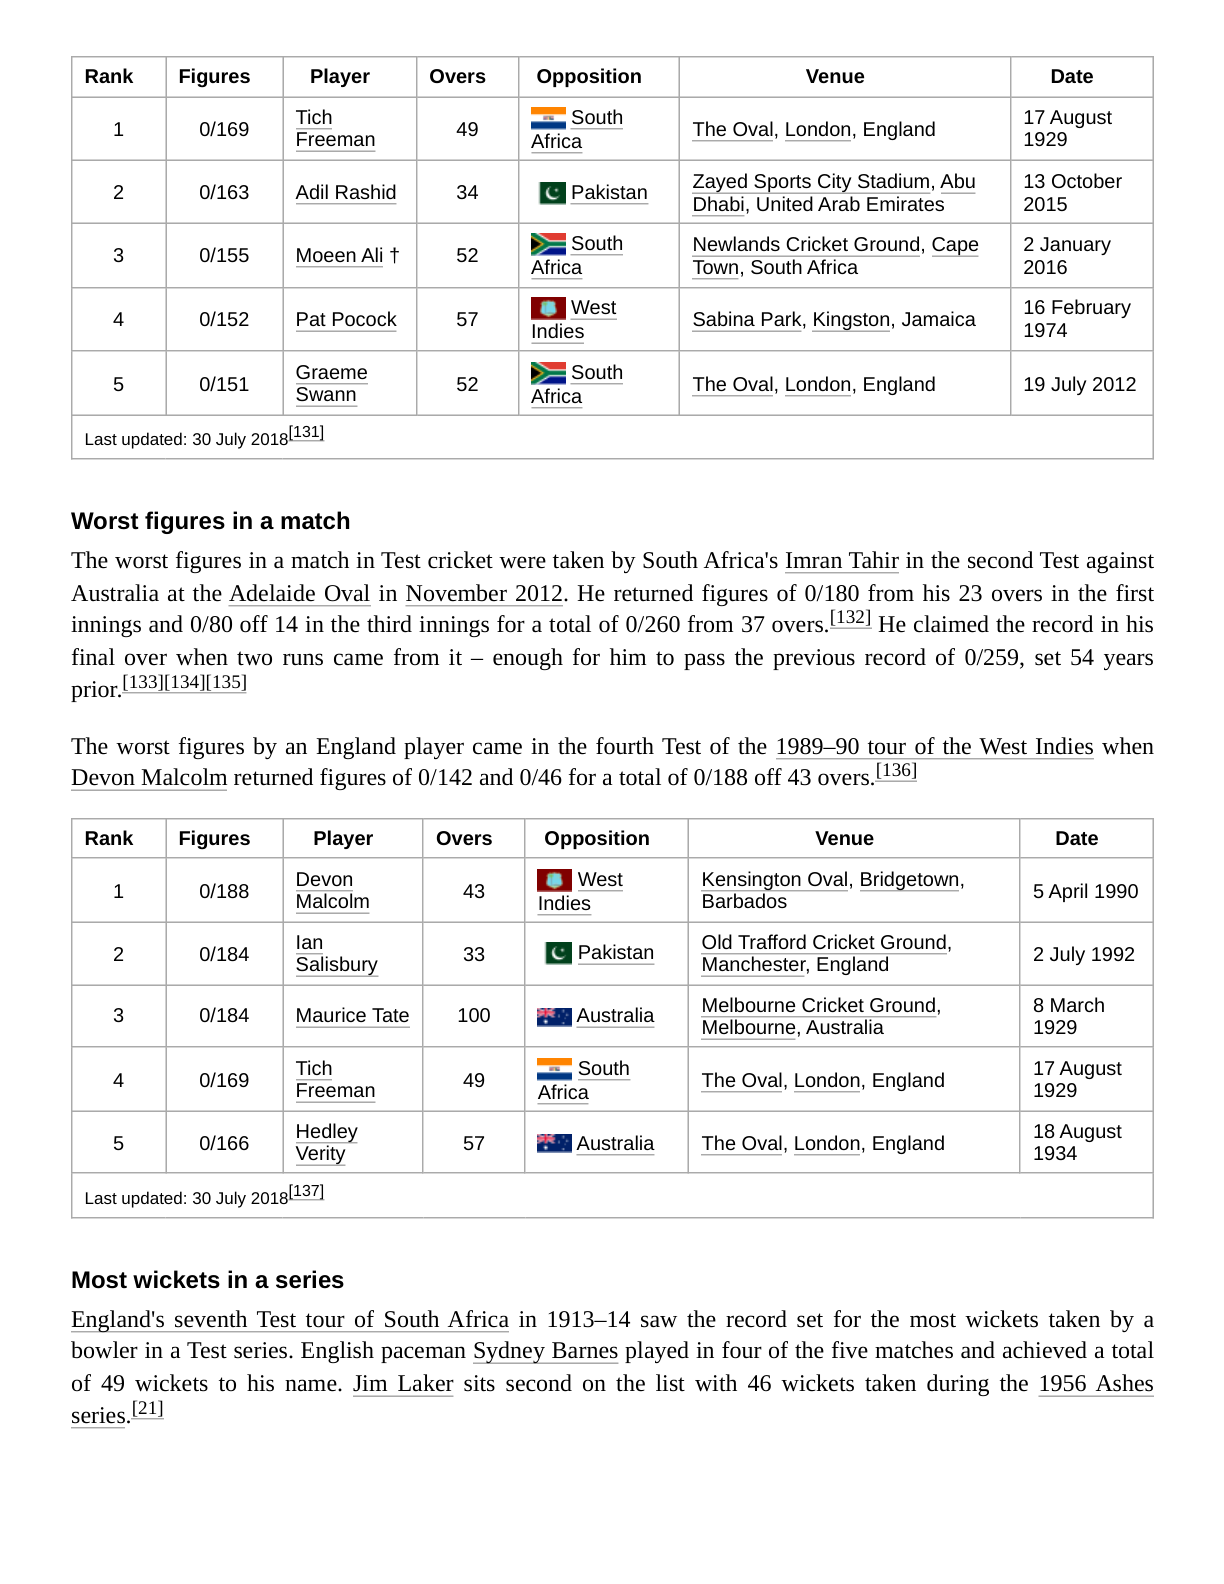 Rank Figures Player Overs Opposition Venue Date
1 0/169 Tich Freeman 49 South Africa The Oval, London, England 17 August 1929
2 0/163 Adil Rashid 34 Pakistan Zayed Sports City Stadium, Abu Dhabi, United Arab Emirates 13 October 2015
3 0/155 Moeen Ali † 52 South Africa Newlands Cricket Ground, Cape Town, South Africa 2 January 2016
4 0/152 Pat Pocock 57 West Indies Sabina Park, Kingston, Jamaica 16 February 1974
5 0/151 Graeme Swann 52 South Africa The Oval, London, England 19 July 2012
Last updated: 30 July 2018[131]
Worst figures in a match
The worst figures in a match in Test cricket were taken by South Africa's Imran Tahir in the second Test against
Australia at the Adelaide Oval in November 2012. He returned figures of 0/180 from his 23 overs in the first
innings and 0/80 off 14 in the third innings for a total of 0/260 from 37 overs.[132] He claimed the record in his
final over when two runs came from it – enough for him to pass the previous record of 0/259, set 54 years
prior.[133][134][135]
The worst figures by an England player came in the fourth Test of the 1989–90 tour of the West Indies when
Devon Malcolm returned figures of 0/142 and 0/46 for a total of 0/188 off 43 overs.[136]
Rank Figures Player Overs Opposition Venue Date
1 0/188 Devon Malcolm 43 West Indies Kensington Oval, Bridgetown, Barbados 5 April 1990
2 0/184 Ian Salisbury 33 Pakistan Old Trafford Cricket Ground, Manchester, England 2 July 1992
3 0/184 Maurice Tate 100 Australia Melbourne Cricket Ground, Melbourne, Australia 8 March 1929
4 0/169 Tich Freeman 49 South Africa The Oval, London, England 17 August 1929
5 0/166 Hedley Verity 57 Australia The Oval, London, England 18 August 1934
Last updated: 30 July 2018[137]
Most wickets in a series
England's seventh Test tour of South Africa in 1913–14 saw the record set for the most wickets taken by a
bowler in a Test series. English paceman Sydney Barnes played in four of the five matches and achieved a total
of 49 wickets to his name. Jim Laker sits second on the list with 46 wickets taken during the 1956 Ashes
series.[21]